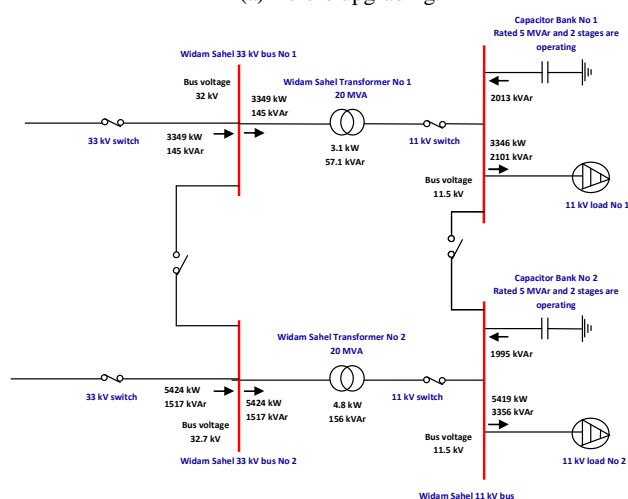 Capacitor Bank No 1
Rated 5 MVAr and 2 stages are
operating
Widam Sahel 33 kV bus No 1
Bus voltage
32 kV
3349 kW
145 kVAr
Widam Sahel Transformer No 1
20 MVA
2013 kVAr
33 kV switch
3349 kW
145 kVAr
3.1 kW
57.1 kVAr
11 kV switch
3346 kW
2101 kVAr
Bus voltage
11.5 kV
11 kV load No 1
Capacitor Bank No 2
Rated 5 MVAr and 2 stages are
operating
Widam Sahel Transformer No 2
20 MVA
1995 kVAr
33 kV switch
5424 kW
1517 kVAr
5424 kW
1517 kVAr
4.8 kW
156 kVAr
11 kV switch
5419 kW
3356 kVAr
Bus voltage
32.7 kV
Bus voltage
11.5 kV
Widam Sahel 33 kV bus No 2
11 kV load No 2
Widam Sahel 11 kV bus